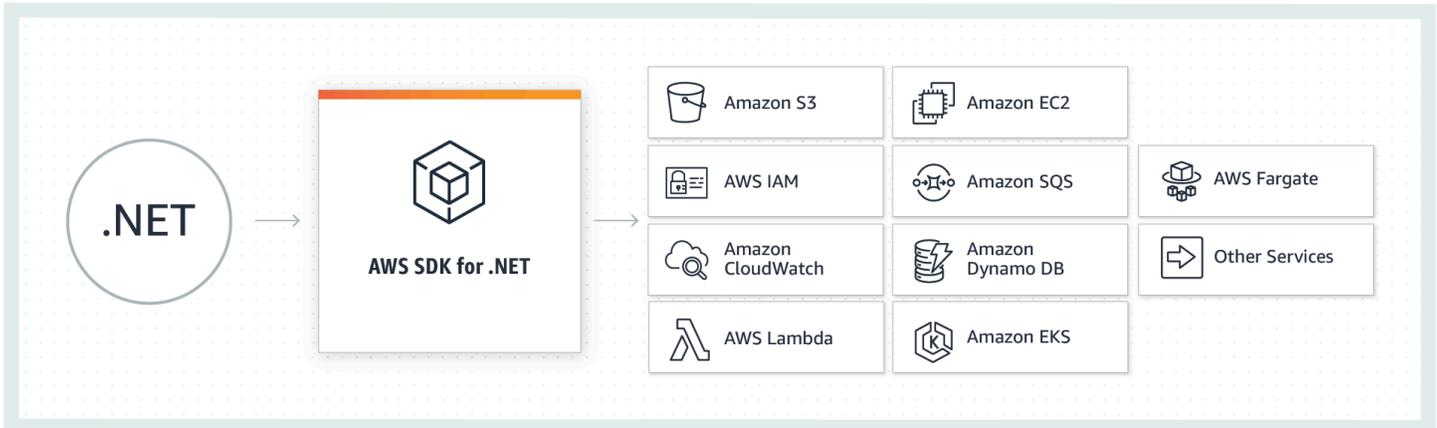 .NET
AWS SDK for .NET
Amazon S3
Amazon EC2
AWS IAM
Amazon SQS
AWS Fargate
Amazon
CloudWatch
Amazon
Dynamo DB
Other Services
AWS Lambda
Amazon EKS
K